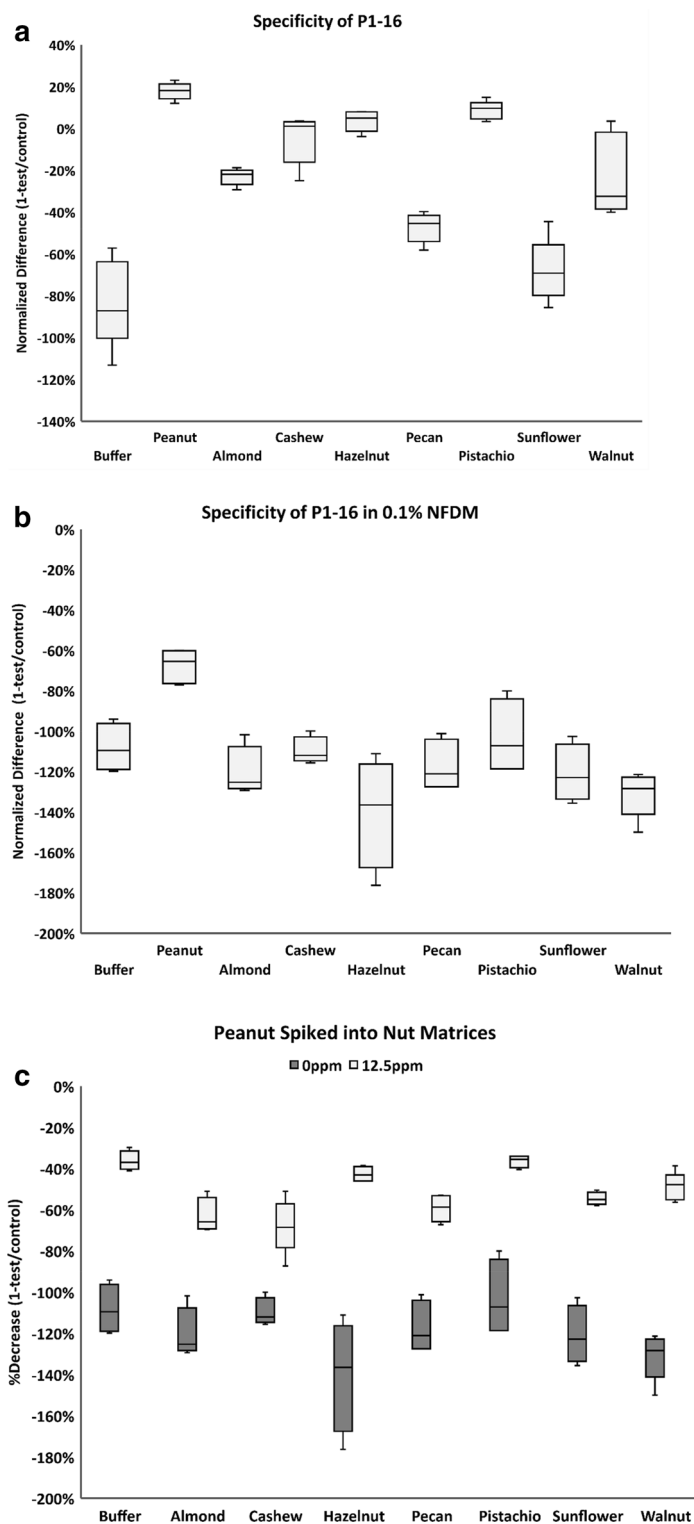 a
Specificity of P1-16
Normalized Difference (1-test/control)
40%
20%
0%
-20%
-40%
-60%
-80%
-100%
-120%
-140%
Buffer
Peanut
Almond
Cashew
Hazelnut
Pecan
Pistachio
Sunflower
Walnut
b
Specificity of P1-16 in 0.1% NFDM
Normalized Difference (1-test/control)
0%
-20%
-40%
-60%
-80%
-100%
-120%
-140%
-160%
-180%
-200%
Buffer
Peanut
Almond
Cashew
Hazelnut
Pecan
Pistachio
Sunflower
Walnut
Peanut Spiked into Nut Matrices
c
0ppm 12.5ppm
%Decrease (1-test/control)
0%
-20%
-40%
-60%
-80%
-100%
-120%
-140%
-160%
-180%
-200%
Buffer Almond Cashew Hazelnut Pecan Pistachio Sunflower Walnut